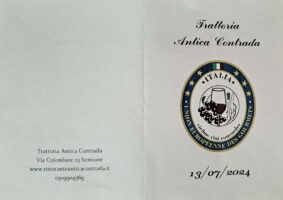 Trattoria
Antica Contrada
• ITALIA •
UNION EUROPEENNE DES GOURMETS
13/07/2024
Trattoria Antica Contrada
Via Colombare 23 Sirmione
www.ristoranteanticacontrada.it
0309904369